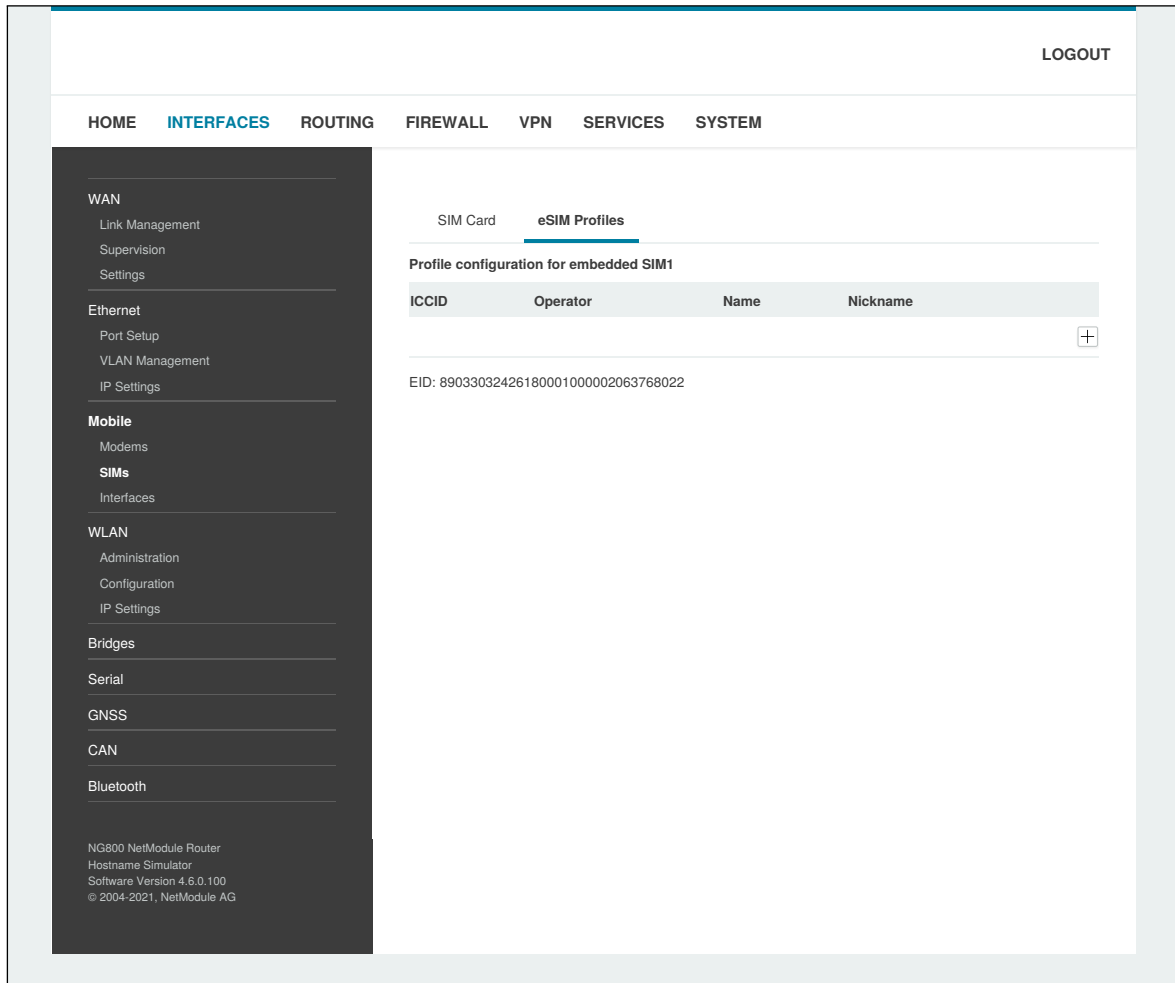 LOGOUT
HOME INTERFACES ROUTING FIREWALL VPN SERVICES SYSTEM
WAN
Link Management
Supervision
Settings
Ethernet
Port Setup
VLAN Management
IP Settings
Mobile
Modems
SIMs
Interfaces
WLAN
Administration
Configuration
IP Settings
Bridges
Serial
GNSS
CAN
Bluetooth
NG800 NetModule Router
Hostname Simulator
Software Version 4.6.0.100
© 2004-2021, NetModule AG
SIM Card eSIM Profiles
Profile configuration for embedded SIM1
ICCID Operator Name Nickname
EID: 89033032426180001000002063768022